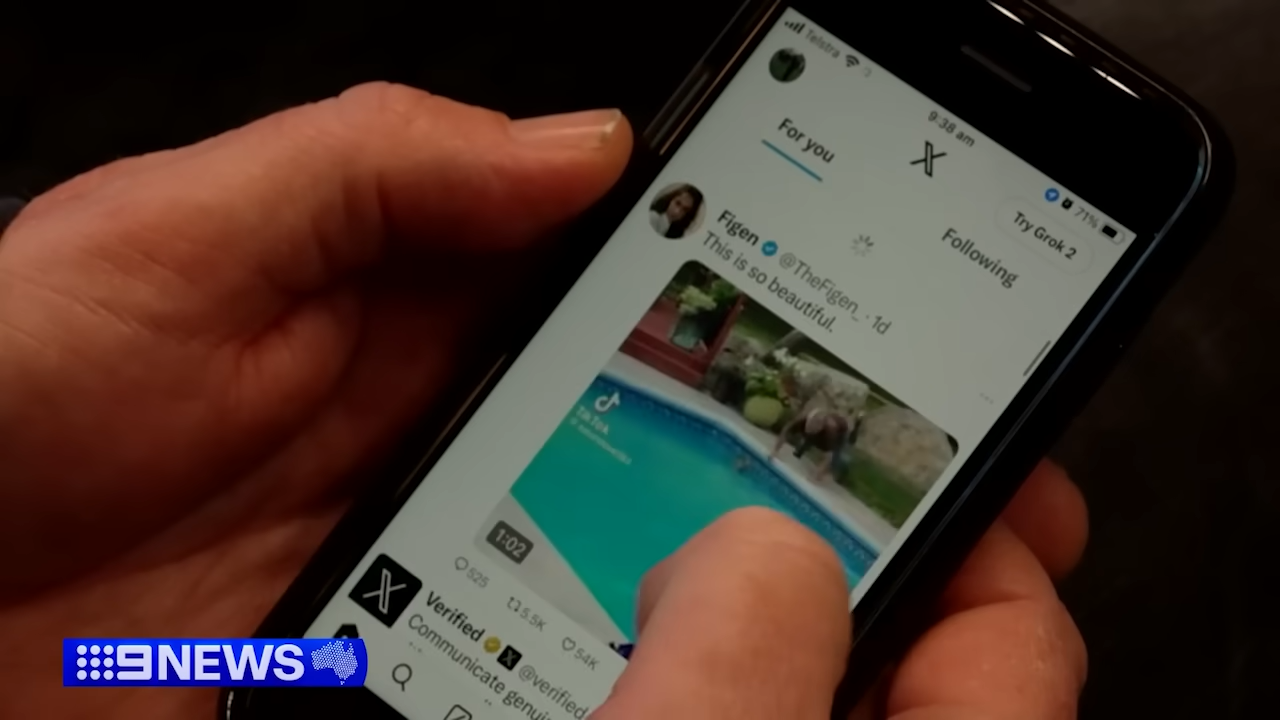 Telstra
9:38 am
71%
For you
Following
Try Grok 2
Figen @TheFigen_ · 1d
This is so beautiful.
TikTok
1:02
525
5.5K
54K
Verified @verified
Communicate
9NEWS